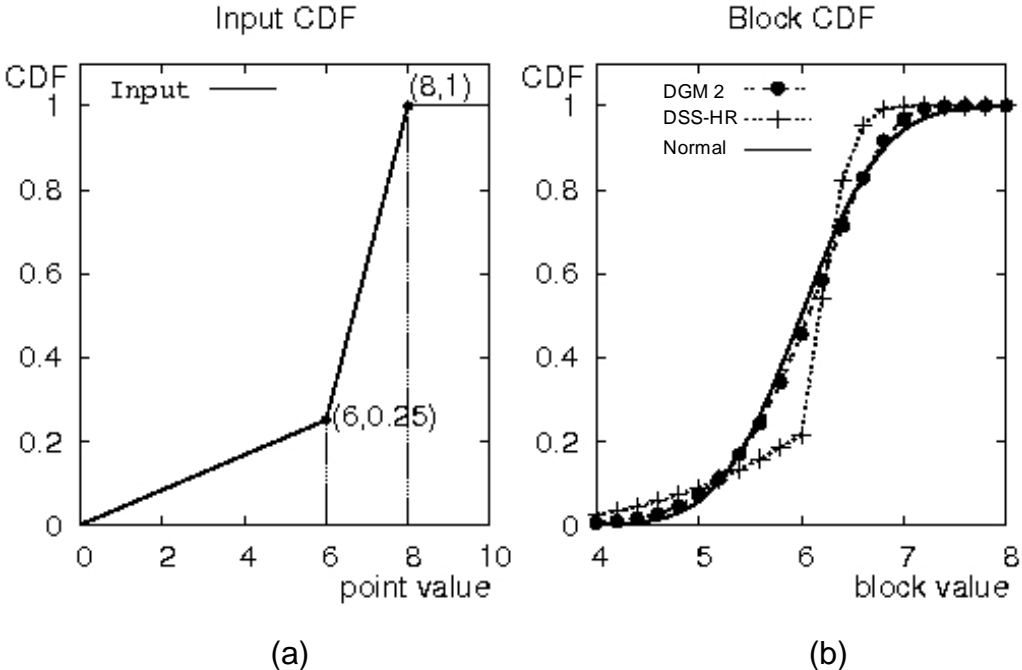 Input CDF
CDF
Input
(8,1)
1
0.8
0.6
0.4
(6,0.25)
0.2
0
0 2 4 6 8 10
point value
(a)
Block CDF
CDF
DGM 2
DSS-HR
Normal
1
0.8
0.6
0.4
0.2
0
4 5 6 7 8
block value
(b)